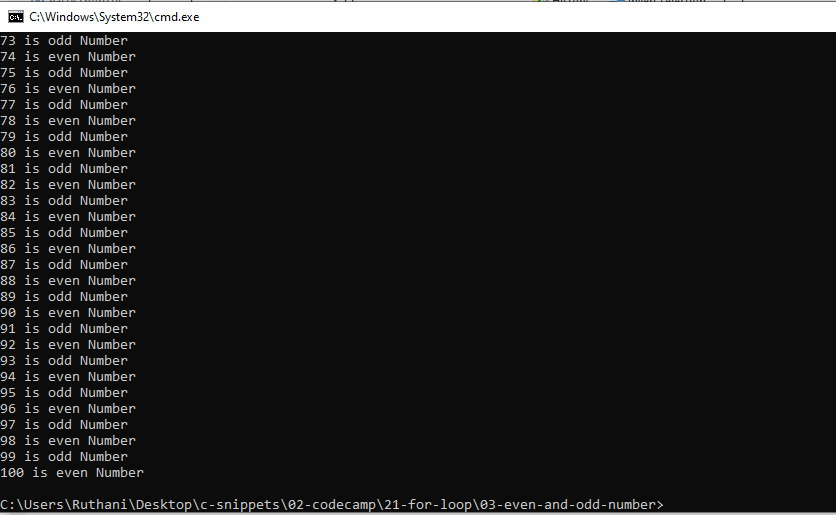 C:\Windows\System32\cmd.exe
73 is odd Number
74 is even Number
75 is odd Number
76 is even Number
77 is odd Number
78 is even Number
79 is odd Number
80 is even Number
81 is odd Number
82 is even Number
83 is odd Number
84 is even Number
85 is odd Number
86 is even Number
87 is odd Number
88 is even Number
89 is odd Number
90 is even Number
91 is odd Number
92 is even Number
93 is odd Number
94 is even Number
95 is odd Number
96 is even Number
97 is odd Number
98 is even Number
99 is odd Number
100 is even Number
C:\Users\Ruthani\Desktop\c-snippets\02-codecamp\21-for-loop\03-even-and-odd-number>